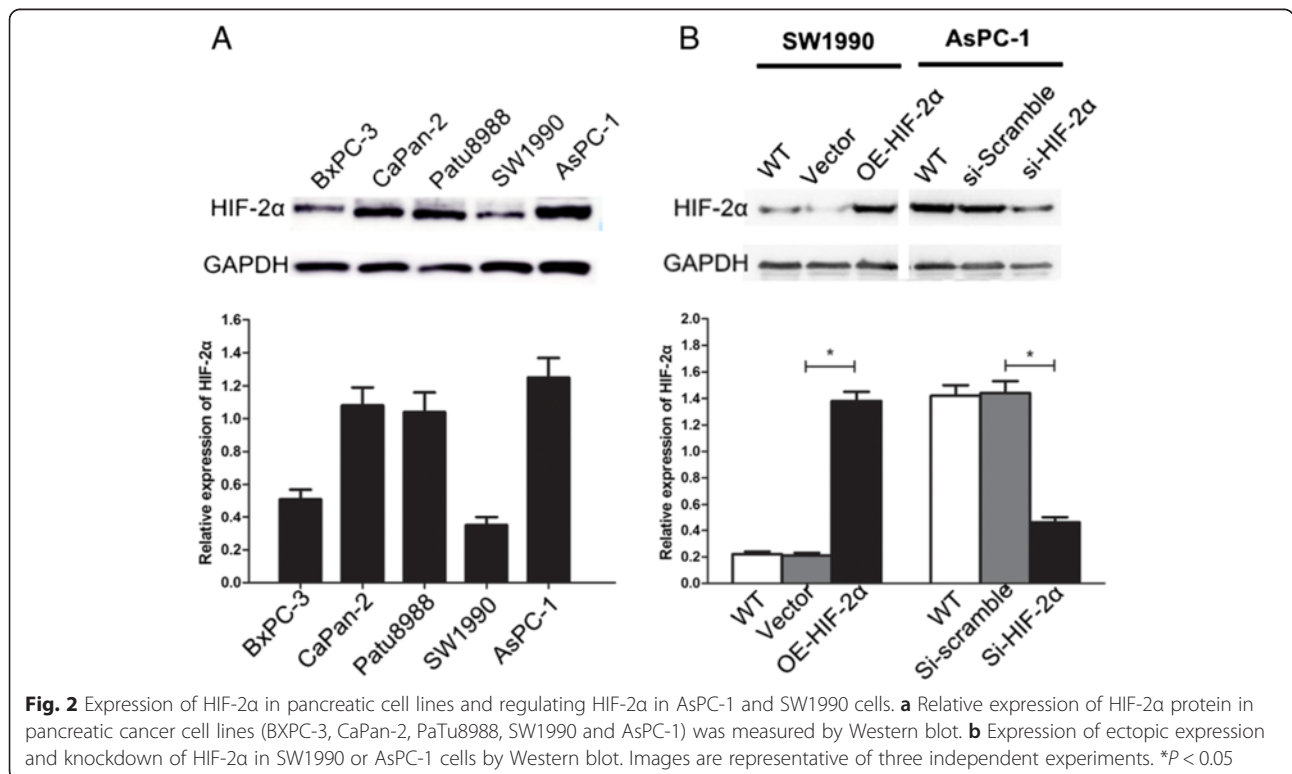 A
BxPC-3
CaPan-2
Patu8988
SW1990
AsPC-1
HIF-2α
GAPDH
Relative expression of HIF-2α
1.6
1.4
1.2
1.0
0.8
0.6
0.4
0.2
0.0
BxPC-3
CaPan-2
Patu8988
SW1990
AsPC-1
B
SW1990
AsPC-1
WT
Vector
OE-HIF-2α
WT
si-Scramble
si-HIF-2α
HIF-2α
GAPDH
Relative expression of HIF-2α
2.0
1.8
1.6
1.4
1.2
1.0
0.8
0.6
0.4
0.2
0.0
*
*
WT
Vector
OE-HIF-2α
WT
Si-scramble
Si-HIF-2α
Fig. 2 Expression of HIF-2α in pancreatic cell lines and regulating HIF-2α in AsPC-1 and SW1990 cells. a Relative expression of HIF-2α protein in
pancreatic cancer cell lines (BXPC-3, CaPan-2, PaTu8988, SW1990 and AsPC-1) was measured by Western blot. b Expression of ectopic expression
and knockdown of HIF-2α in SW1990 or AsPC-1 cells by Western blot. Images are representative of three independent experiments. *P < 0.05